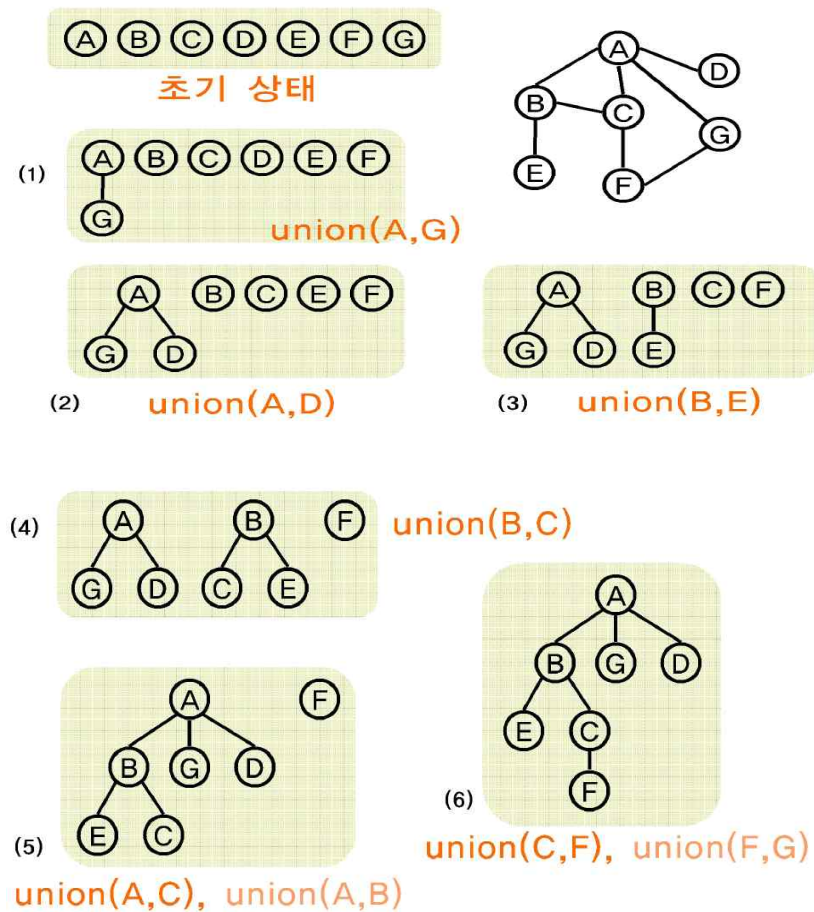 A B C D E F G
초기 상태
A
D
B
C
G
E
F
(1)
A B C D E F
G
union(A,G)
A B C E F
G D
(2)
union(A,D)
A B C F
G D E
(3)
union(B,E)
(4)
A B F
G D C E
union(B,C)
A F
B G D
E C
(5)
union(A,C), union(A,B)
A
B G D
E C
F
(6)
union(C,F), union(F,G)